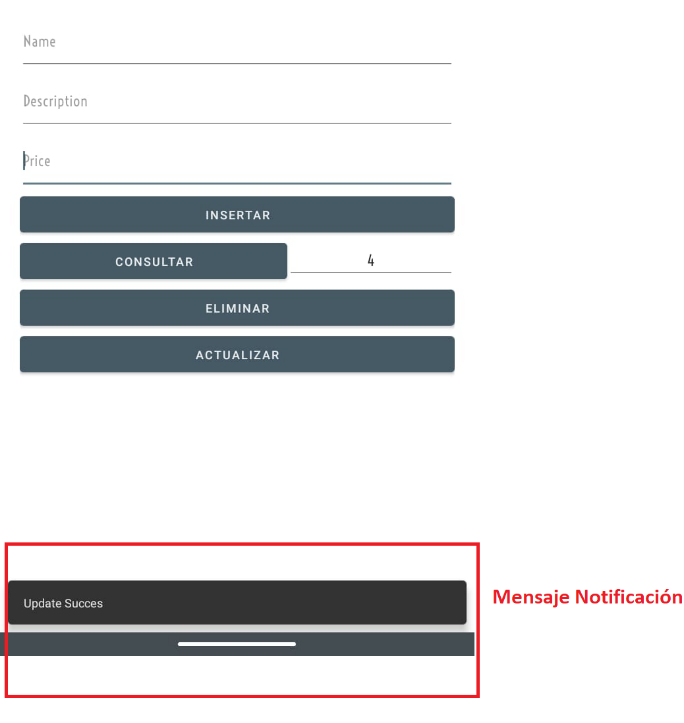 Name
Description
Price
INSERTAR
CONSULTAR 4
ELIMINAR
ACTUALIZAR
Update Succes
Mensaje Notificación